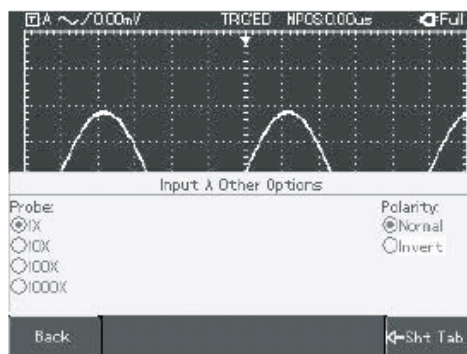 A 0.00mV TRIG'ED MPOS:0.00us Full
Input A Other Options
Probe: Polarity:
1X Normal
10X Invert
100X
1000X
Back Sht Tab